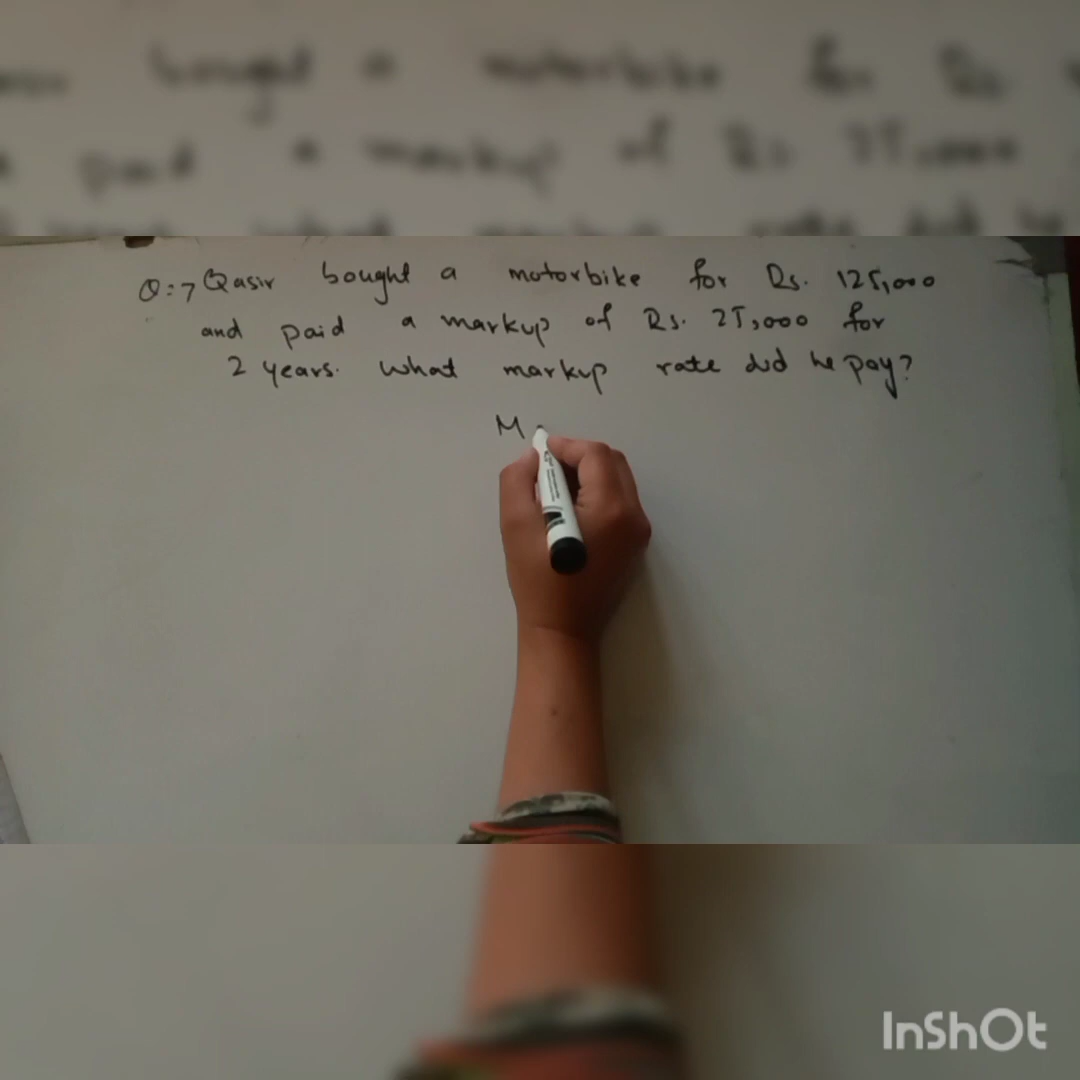 Q:7 Qasir bought a motorbike for Rs. 125,000
and paid a markup of Rs. 25,000 for
2 years. What markup rate did he pay?
M
InShOt